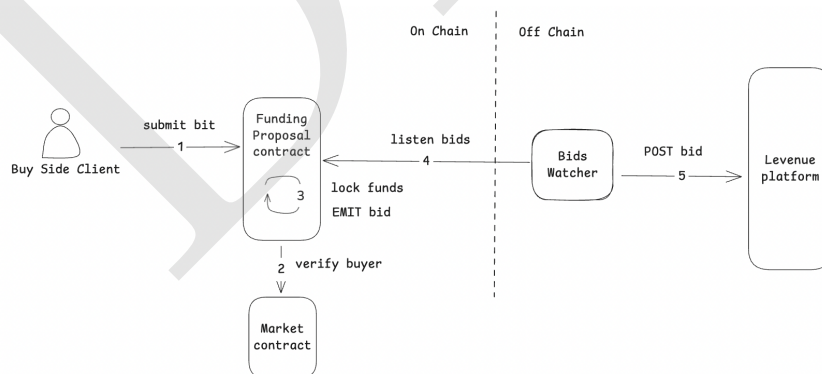 On Chain
Off Chain
submit bit
1
Buy Side Client
Funding
Proposal
contract
3
lock funds
EMIT bid
listen bids
4
Bids
Watcher
POST bid
5
Levenue
platform
2
verify buyer
Market
contract